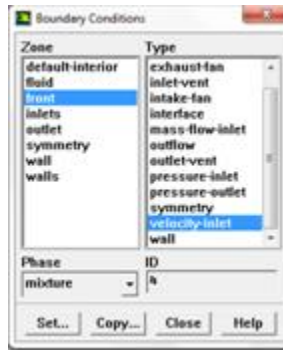 Boundary Conditions
Zone
default-interior
fluid
front
inlets
outlet
symmetry
wall
walls
Type
exhaust-fan
inlet-vent
intake-fan
interface
mass-flow-inlet
outflow
outlet-vent
pressure-inlet
pressure-outlet
symmetry
velocity-inlet
wall
Phase
mixture
ID
4
Set... Copy... Close Help